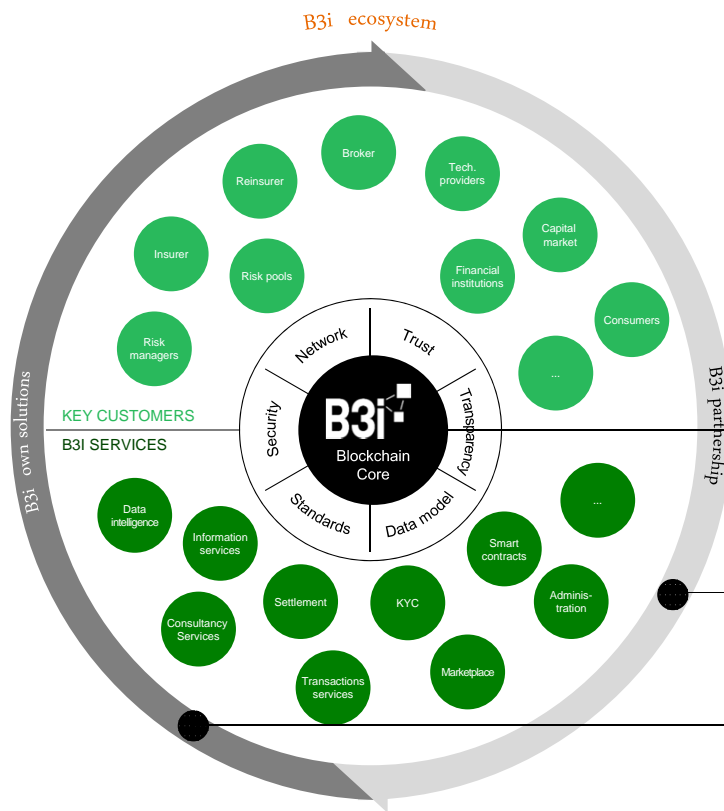 B3i ecosystem
Broker
Tech.
providers
Reinsurer
Capital
market
Insurer
Risk pools
Financial
institutions
Consumers
Risk
managers
...
Network
Trust
Security
Transparency
Standards
Data model
B3i
Blockchain
Core
B3i own solutions
B3i partnership
KEY CUSTOMERS
B3I SERVICES
Data
intelligence
Information
services
Smart
contracts
...
Consultancy
Services
Settlement
KYC
Adminis-
tration
Transactions
services
Marketplace